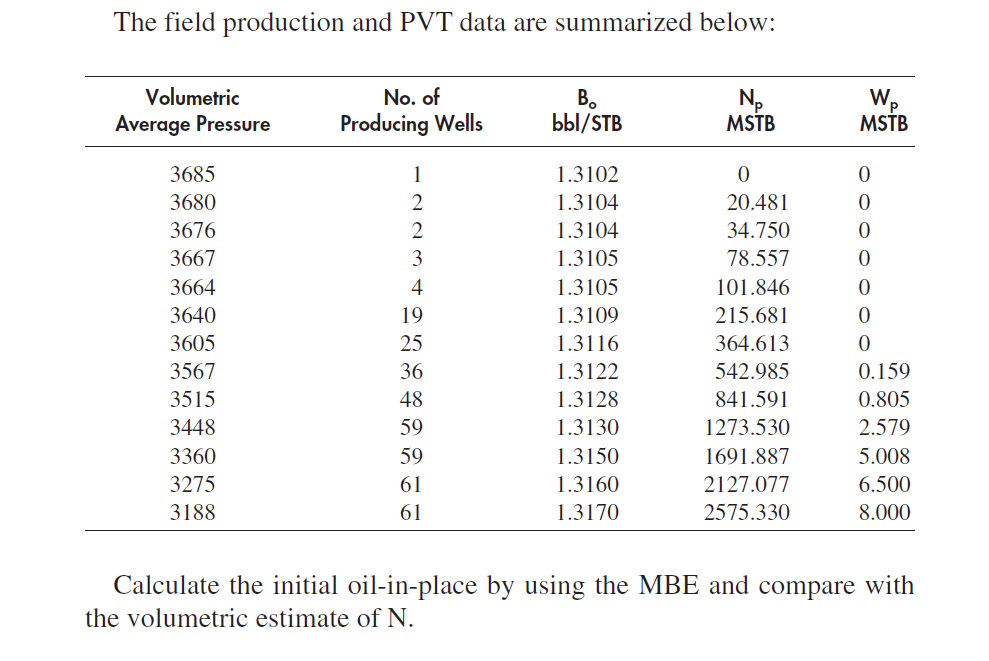 The field production and PVT data are summarized below:
Volumetric No. of Bₒ Nₚ Wₚ
Average Pressure Producing Wells bbl/STB MSTB MSTB
3685 1 1.3102 0 0
3680 2 1.3104 20.481 0
3676 2 1.3104 34.750 0
3667 3 1.3105 78.557 0
3664 4 1.3105 101.846 0
3640 19 1.3109 215.681 0
3605 25 1.3116 364.613 0
3567 36 1.3122 542.985 0.159
3515 48 1.3128 841.591 0.805
3448 59 1.3130 1273.530 2.579
3360 59 1.3150 1691.887 5.008
3275 61 1.3160 2127.077 6.500
3188 61 1.3170 2575.330 8.000
Calculate the initial oil-in-place by using the MBE and compare with
the volumetric estimate of N.